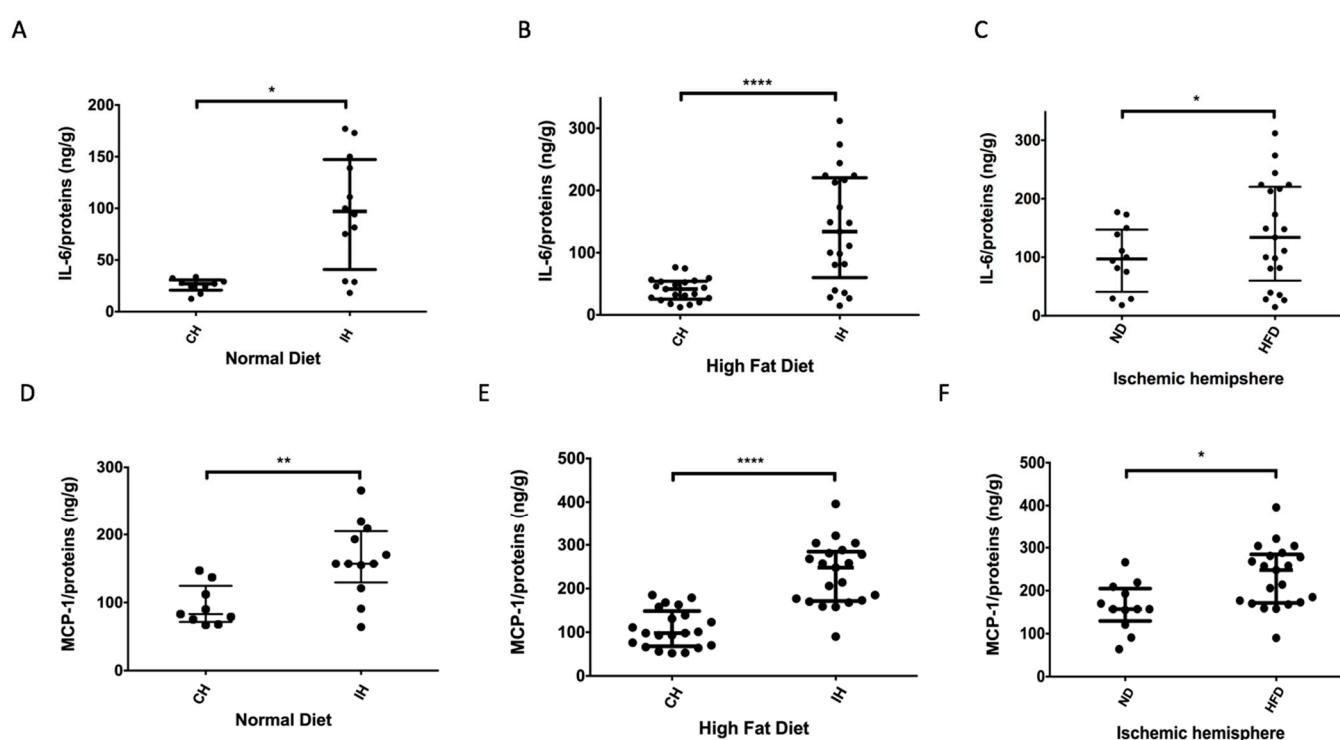 A
*
200
150
100
50
0
IL-6/proteins (ng/g)
CH
IH
Normal Diet
B
****
300
200
100
0
IL-6/proteins (ng/g)
CH
IH
High Fat Diet
C
*
300
200
100
0
IL-6/proteins (ng/g)
ND
HFD
Ischemic hemipshere
D
**
300
200
100
0
MCP-1/proteins (ng/g)
CH
IH
Normal Diet
E
****
500
400
300
200
100
0
MCP-1/proteins (ng/g)
CH
IH
High Fat Diet
F
*
500
400
300
200
100
0
MCP-1/proteins (ng/g)
ND
HFD
Ischemic hemisphere